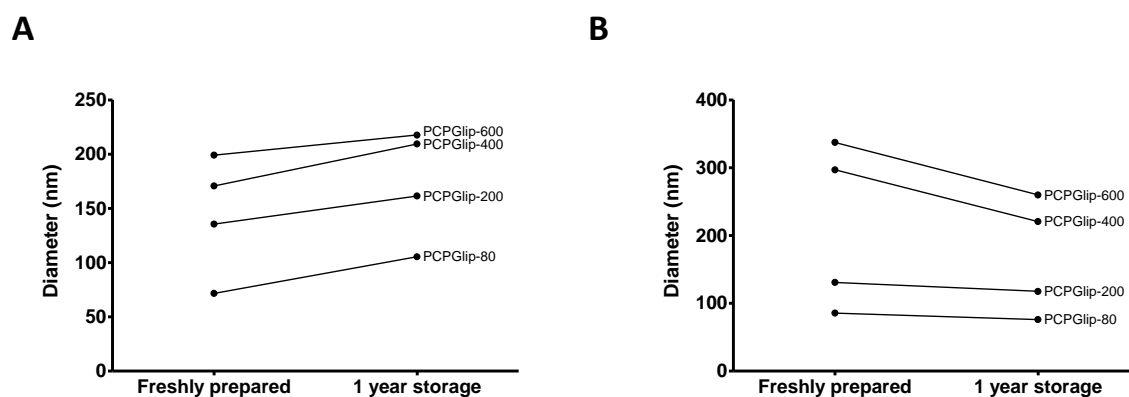 A
Diameter (nm)
250
200
150
100
50
0
PCPGlip-600
PCPGlip-400
PCPGlip-200
PCPGlip-80
Freshly prepared
1 year storage
B
Diameter (nm)
400
300
200
100
0
PCPGlip-600
PCPGlip-400
PCPGlip-200
PCPGlip-80
Freshly prepared
1 year storage